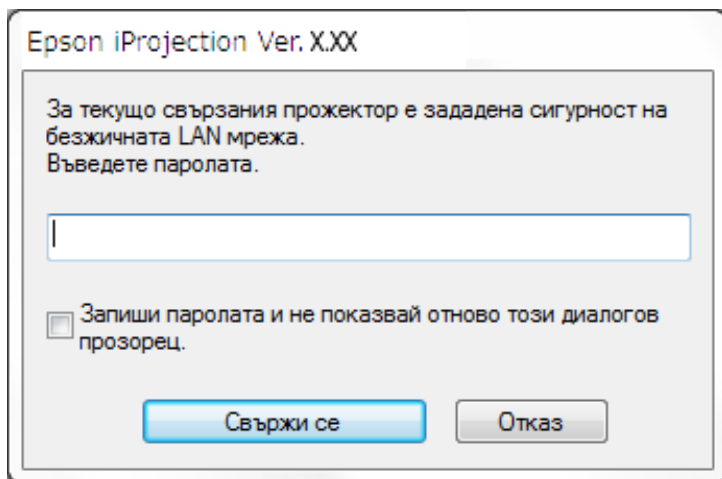 Epson iProjection Ver. X.XX
За текущо свързания прожектор е зададена сигурност на
безжичната LAN мрежа.
Въведете паролата.
Запиши паролата и не показвай отново този диалогов
прозорец.
Свържи се
Отказ